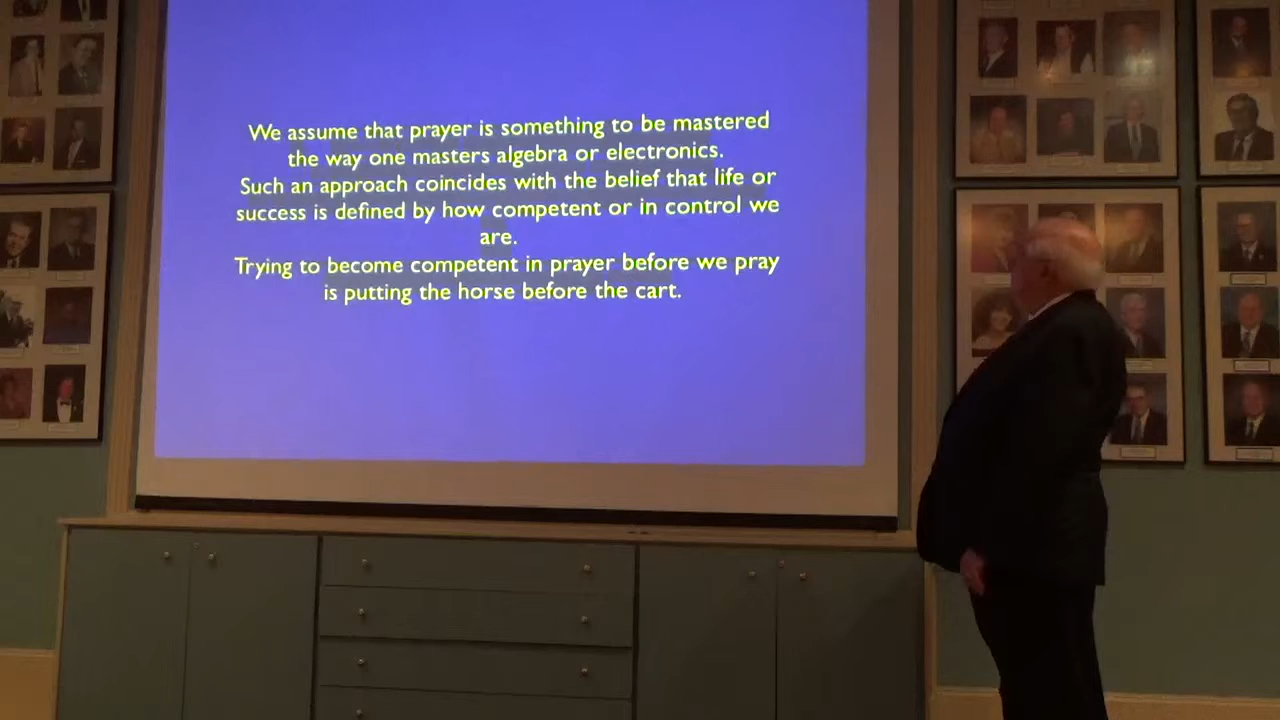 We assume that prayer is something to be mastered
the way one masters algebra or electronics.
Such an approach coincides with the belief that life or
success is defined by how competent or in control we
are.
Trying to become competent in prayer before we pray
is putting the horse before the cart.